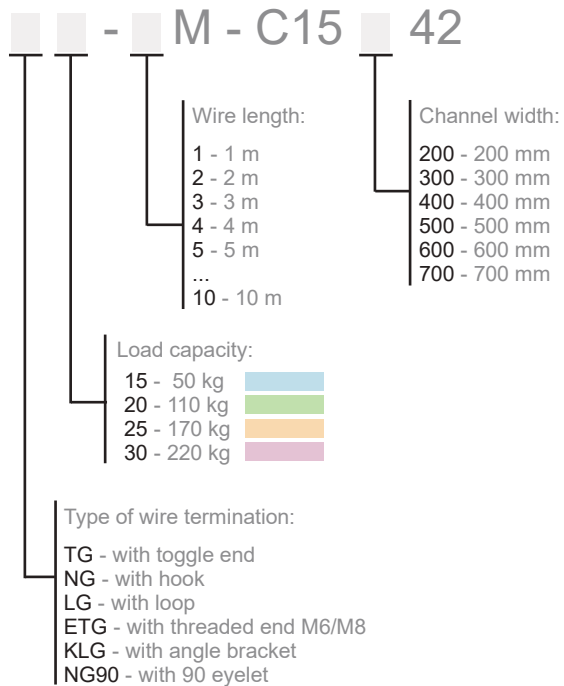 - M - C15 42
Wire length:
1 - 1 m
2 - 2 m
3 - 3 m
4 - 4 m
5 - 5 m
...
10 - 10 m
Channel width:
200 - 200 mm
300 - 300 mm
400 - 400 mm
500 - 500 mm
600 - 600 mm
700 - 700 mm
Load capacity:
15 - 50 kg
20 - 110 kg
25 - 170 kg
30 - 220 kg
Type of wire termination:
TG - with toggle end
NG - with hook
LG - with loop
ETG - with threaded end M6/M8
KLG - with angle bracket
NG90 - with 90 eyelet